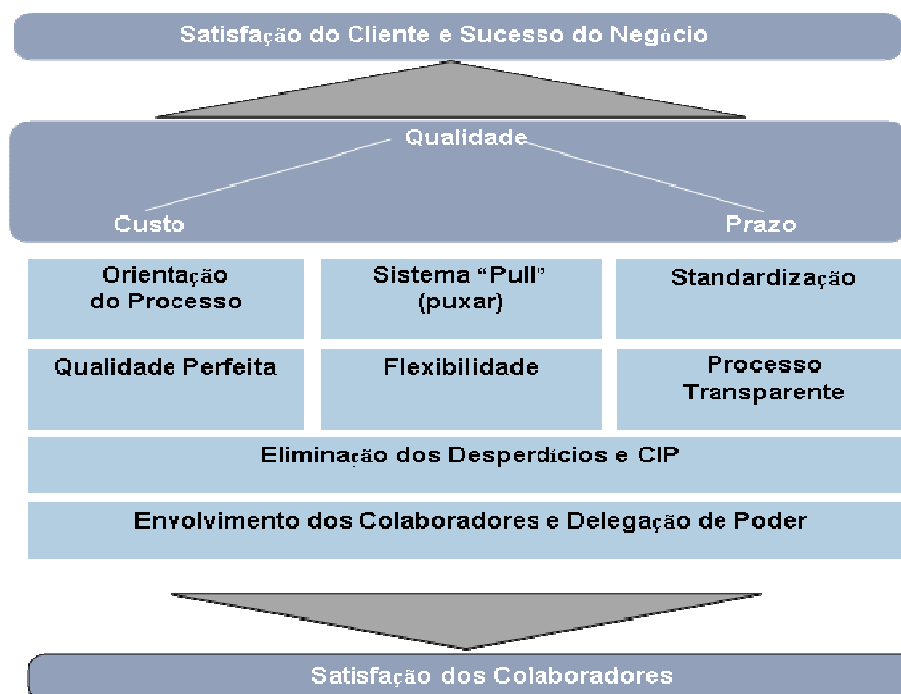 Satisfação do Cliente e Sucesso do Negócio
Qualidade
Custo
Prazo
Orientação
do Processo
Sistema “Pull”
(puxar)
Standardização
Qualidade Perfeita
Flexibilidade
Processo
Transparente
Eliminação dos Desperdícios e CIP
Envolvimento dos Colaboradores e Delegação de Poder
Satisfação dos Colaboradores